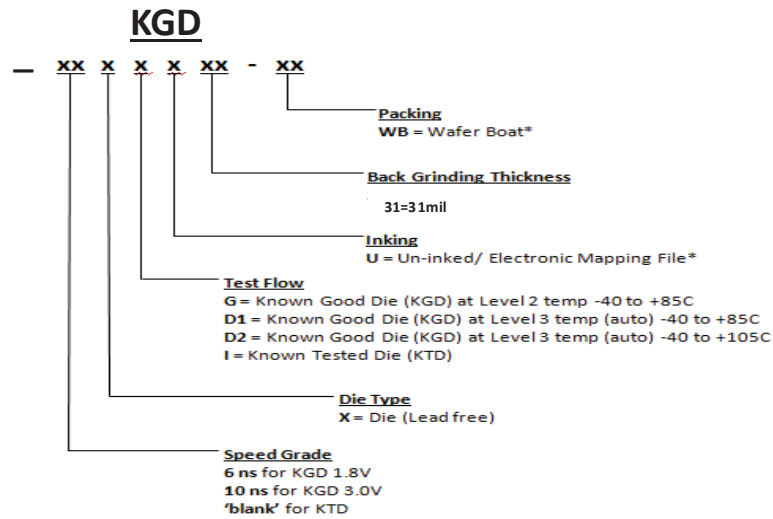 KGD
– xx x x x xx - xx
Packing
WB = Wafer Boat*
Back Grinding Thickness
31=31mil
Inking
U = Un-inked/ Electronic Mapping File*
Test Flow
G = Known Good Die (KGD) at Level 2 temp -40 to +85C
D1 = Known Good Die (KGD) at Level 3 temp (auto) -40 to +85C
D2 = Known Good Die (KGD) at Level 3 temp (auto) -40 to +105C
I = Known Tested Die (KTD)
Die Type
X = Die (Lead free)
Speed Grade
6 ns for KGD 1.8V
10 ns for KGD 3.0V
‘blank’ for KTD